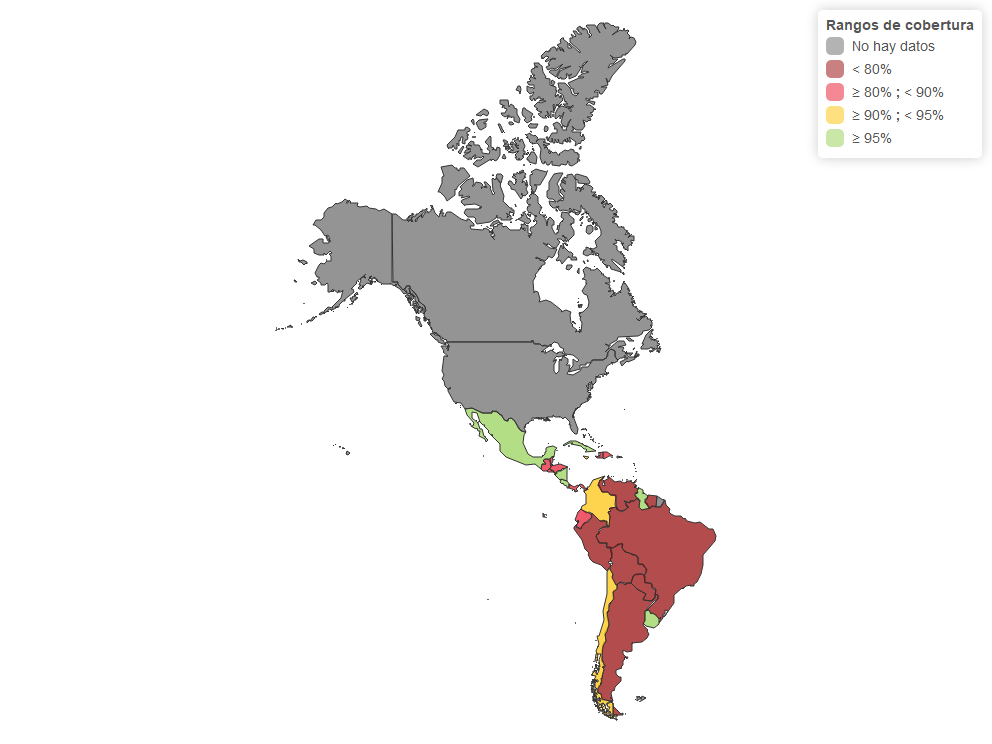 Rangos de cobertura
No hay datos
< 80%
≥ 80% ; < 90%
≥ 90% ; < 95%
≥ 95%